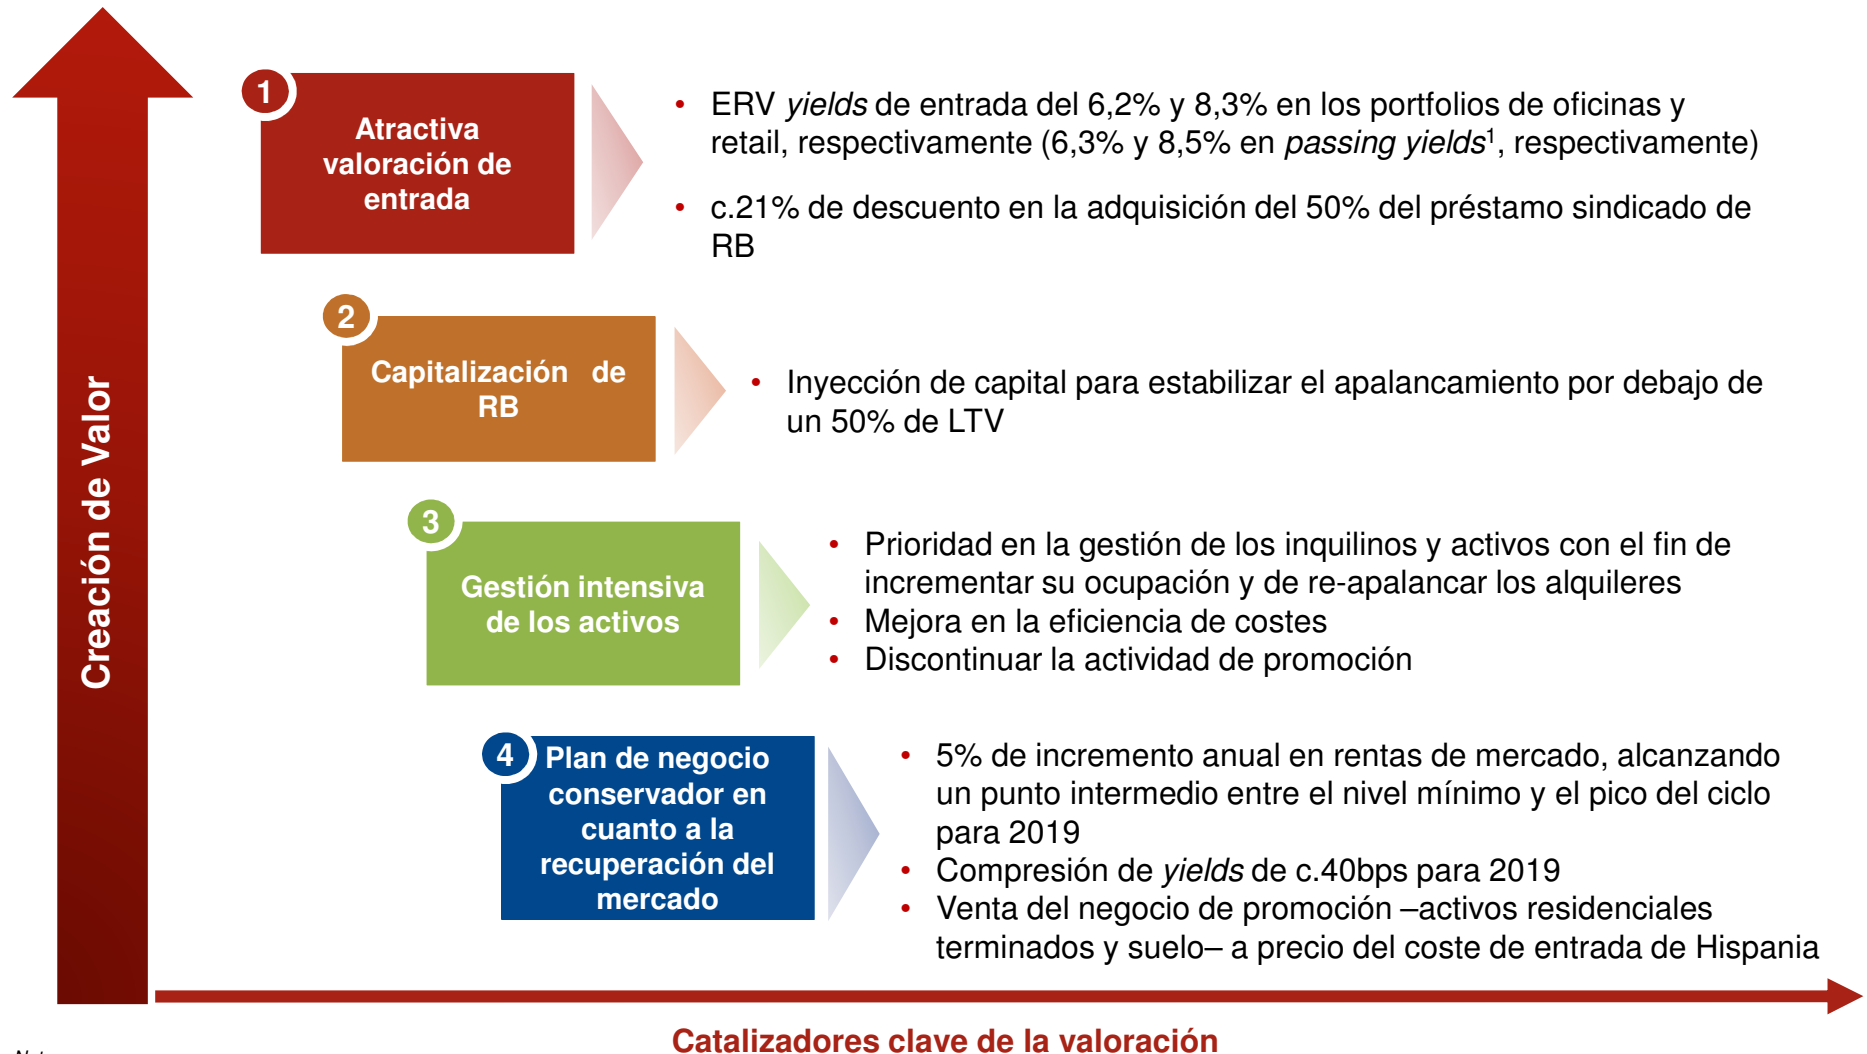 Creación de Valor
1
Atractiva
valoración de
entrada
• ERV yields de entrada del 6,2% y 8,3% en los portfolios de oficinas y
retail, respectivamente (6,3% y 8,5% en passing yields¹, respectivamente)
• c.21% de descuento en la adquisición del 50% del préstamo sindicado de
RB
2
Capitalización de
RB
• Inyección de capital para estabilizar el apalancamiento por debajo de
un 50% de LTV
3
Gestión intensiva
de los activos
• Prioridad en la gestión de los inquilinos y activos con el fin de
incrementar su ocupación y de re-apalancar los alquileres
• Mejora en la eficiencia de costes
• Discontinuar la actividad de promoción
4
Plan de negocio
conservador en
cuanto a la
recuperación del
mercado
• 5% de incremento anual en rentas de mercado, alcanzando
un punto intermedio entre el nivel mínimo y el pico del ciclo
para 2019
• Compresión de yields de c.40bps para 2019
• Venta del negocio de promoción –activos residenciales
terminados y suelo– a precio del coste de entrada de Hispania
Catalizadores clave de la valoración